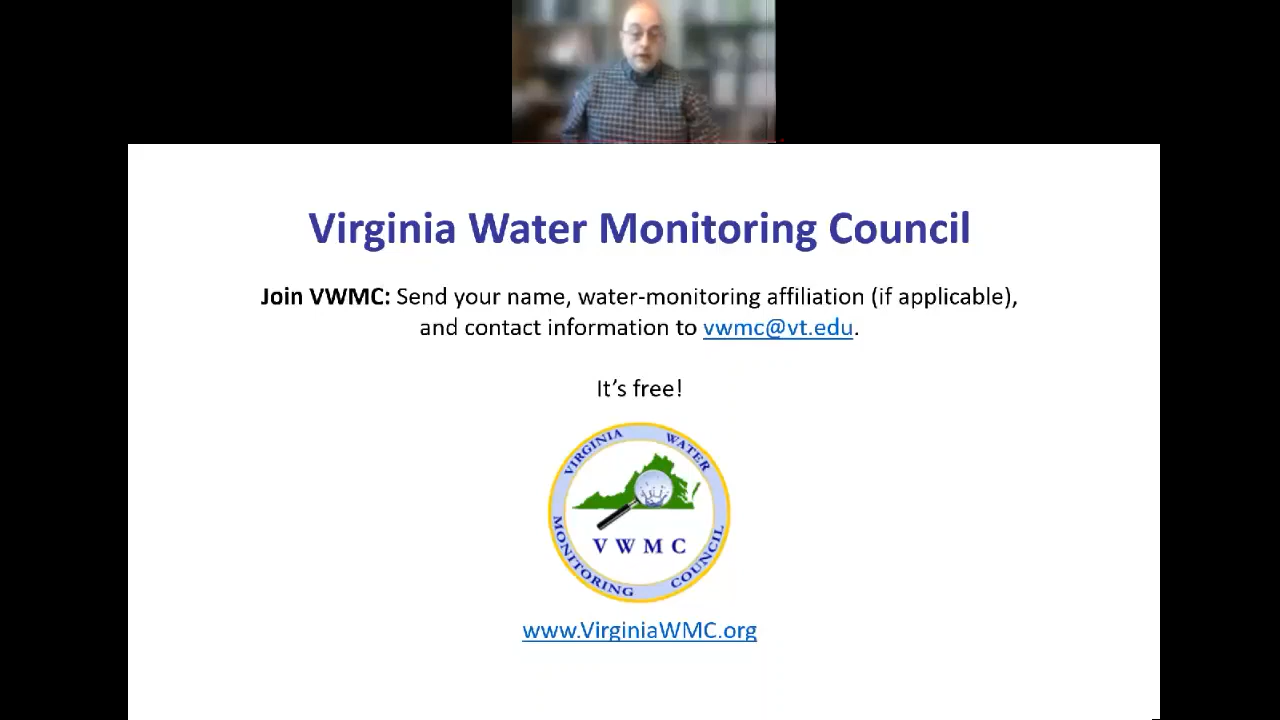 Virginia Water Monitoring Council
Join VWMC: Send your name, water-monitoring affiliation (if applicable),
and contact information to vwmc@vt.edu.
It's free!
VIRGINIA WATER
VWMC
MONITORING COUNCIL
www.VirginiaWMC.org